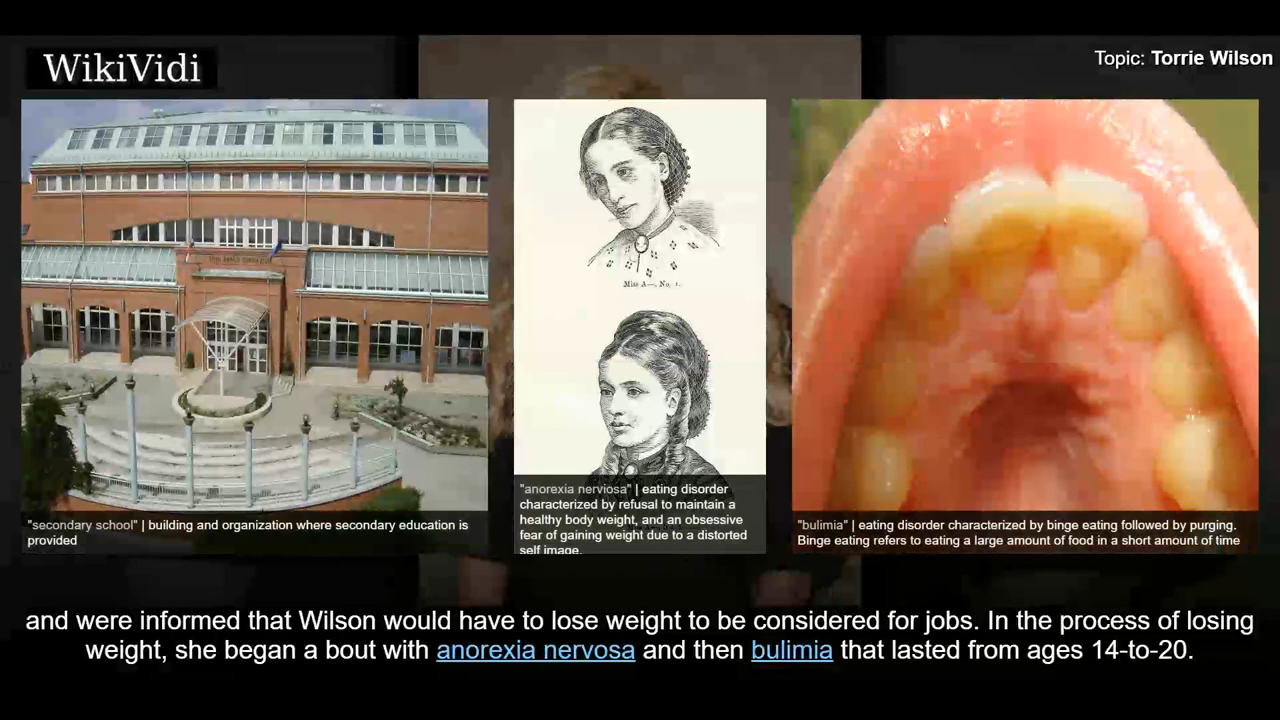 WikiVidi
Topic: Torrie Wilson
Miss A—, No. 1.
"secondary school" | building and organization where secondary education is
provided
"anorexia nerviosa" | eating disorder
characterized by refusal to maintain a
healthy body weight, and an obsessive
fear of gaining weight due to a distorted
self image.
"bulimia" | eating disorder characterized by binge eating followed by purging.
Binge eating refers to eating a large amount of food in a short amount of time
and were informed that Wilson would have to lose weight to be considered for jobs. In the process of losing
weight, she began a bout with anorexia nervosa and then bulimia that lasted from ages 14-to-20.